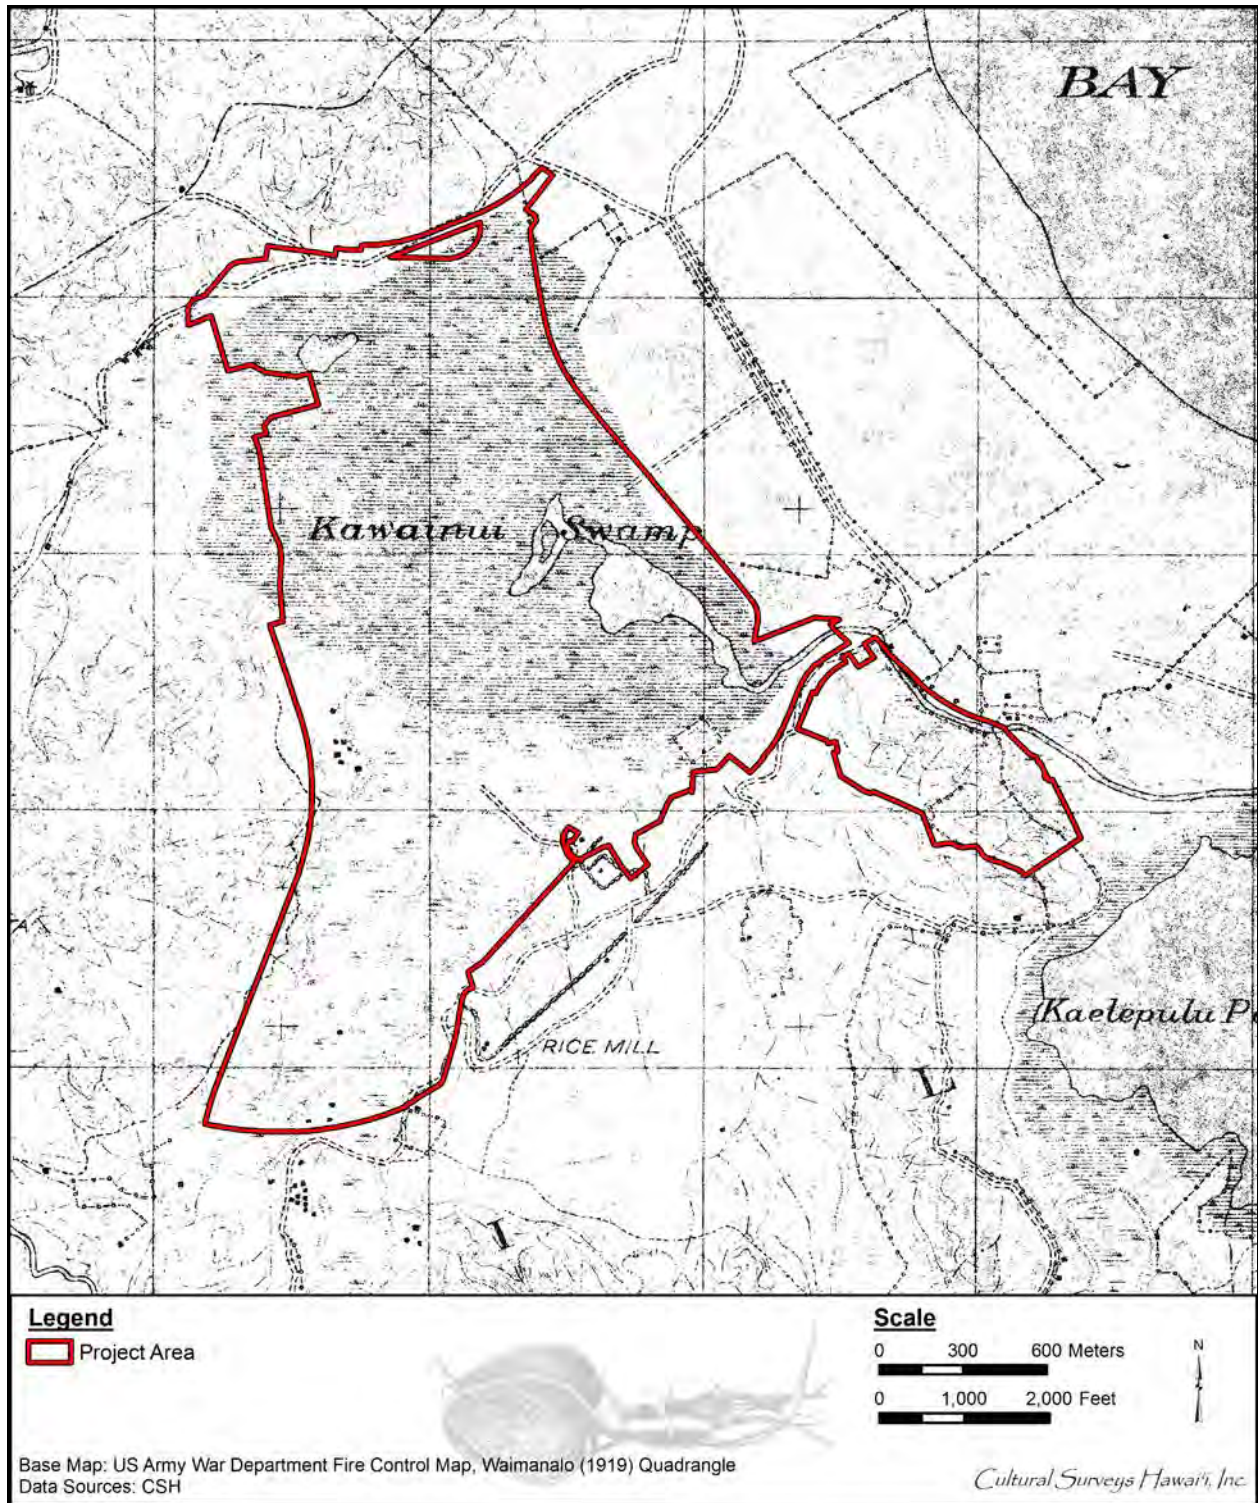 BAY
Kawainui Swamp
Kaelepulu P
RICE MILL
L
I
Legend
Project Area
Scale
0 300 600 Meters
0 1,000 2,000 Feet
N
Base Map: US Army War Department Fire Control Map, Waimanalo (1919) Quadrangle
Data Sources: CSH
Cultural Surveys Hawai'i, Inc.